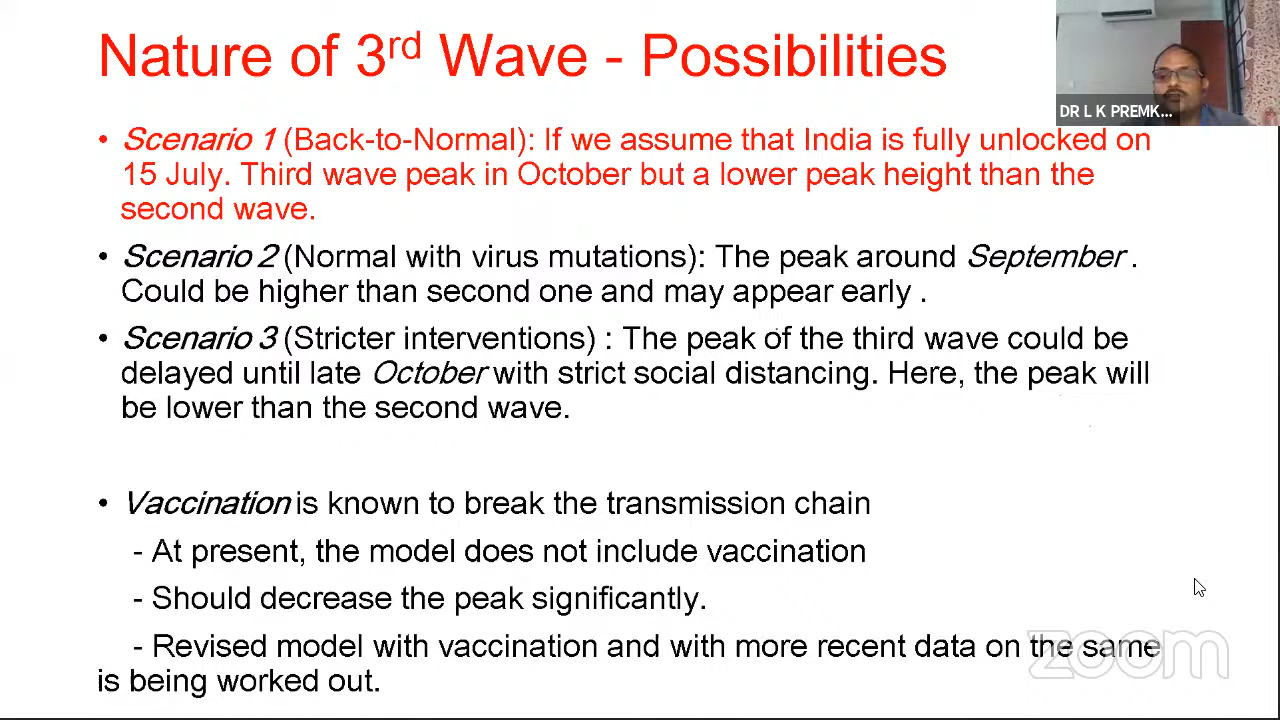 Nature of 3rd Wave - Possibilities
DR L K PREMK...
• Scenario 1 (Back-to-Normal): If we assume that India is fully unlocked on
15 July. Third wave peak in October but a lower peak height than the
second wave.
• Scenario 2 (Normal with virus mutations): The peak around September .
Could be higher than second one and may appear early .
• Scenario 3 (Stricter interventions) : The peak of the third wave could be
delayed until late October with strict social distancing. Here, the peak will
be lower than the second wave.
• Vaccination is known to break the transmission chain
- At present, the model does not include vaccination
- Should decrease the peak significantly.
- Revised model with vaccination and with more recent data on the same
is being worked out.
zoom